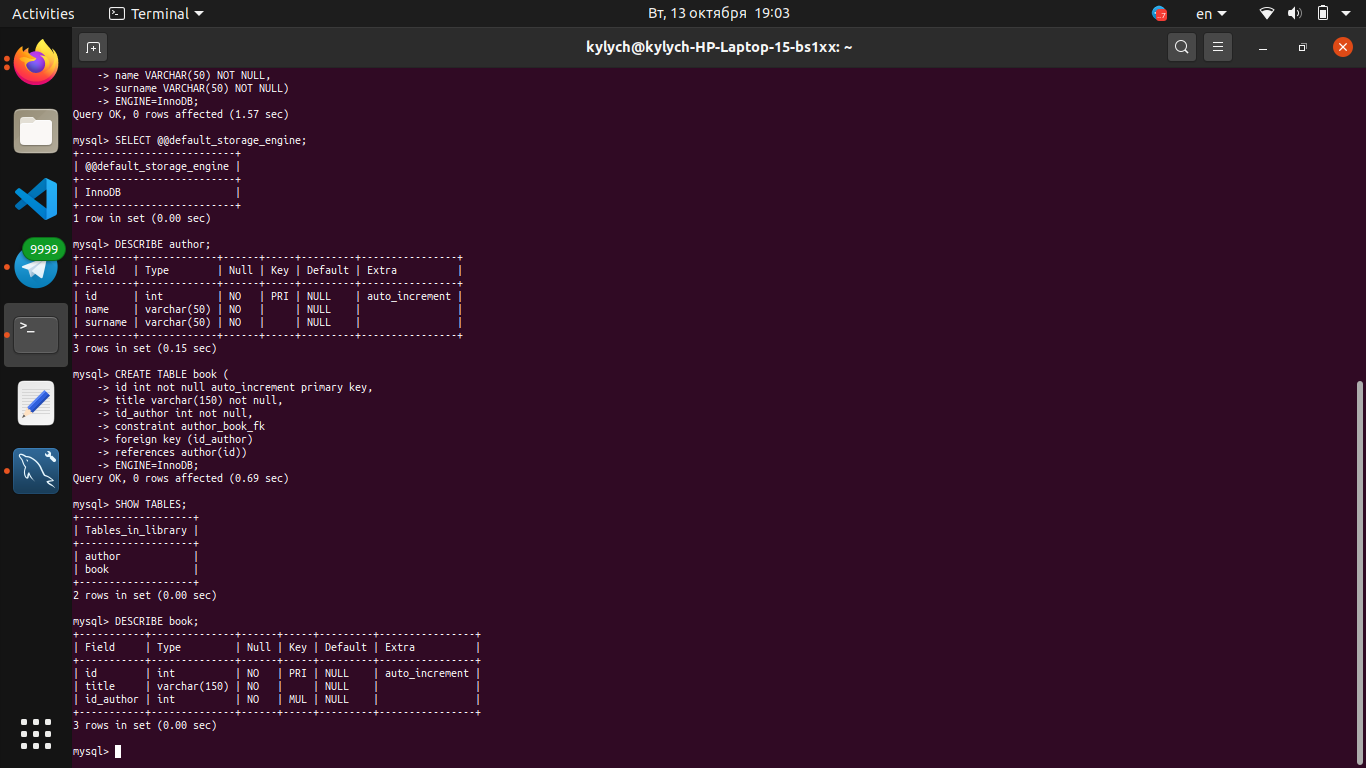 Activities Terminal Вт, 13 октября 19:03 en
kylych@kylych-HP-Laptop-15-bs1xx: ~
9999
>_
    -> name VARCHAR(50) NOT NULL,
    -> surname VARCHAR(50) NOT NULL)
    -> ENGINE=InnoDB;
Query OK, 0 rows affected (1.57 sec)
mysql> SELECT @@default_storage_engine;
+--------------------------+
| @@default_storage_engine |
+--------------------------+
| InnoDB                   |
+--------------------------+
1 row in set (0.00 sec)
mysql> DESCRIBE author;
+---------+-------------+------+-----+---------+----------------+
| Field   | Type        | Null | Key | Default | Extra          |
+---------+-------------+------+-----+---------+----------------+
| id      | int         | NO   | PRI | NULL    | auto_increment |
| name    | varchar(50) | NO   |     | NULL    |                |
| surname | varchar(50) | NO   |     | NULL    |                |
+---------+-------------+------+-----+---------+----------------+
3 rows in set (0.15 sec)
mysql> CREATE TABLE book (
    -> id int not null auto_increment primary key,
    -> title varchar(150) not null,
    -> id_author int not null,
    -> constraint author_book_fk
    -> foreign key (id_author)
    -> references author(id))
    -> ENGINE=InnoDB;
Query OK, 0 rows affected (0.69 sec)
mysql> SHOW TABLES;
+-------------------+
| Tables_in_library |
+-------------------+
| author            |
| book              |
+-------------------+
2 rows in set (0.00 sec)
mysql> DESCRIBE book;
+-----------+--------------+------+-----+---------+----------------+
| Field     | Type         | Null | Key | Default | Extra          |
+-----------+--------------+------+-----+---------+----------------+
| id        | int          | NO   | PRI | NULL    | auto_increment |
| title     | varchar(150) | NO   |     | NULL    |                |
| id_author | int          | NO   | MUL | NULL    |                |
+-----------+--------------+------+-----+---------+----------------+
3 rows in set (0.00 sec)
mysql>